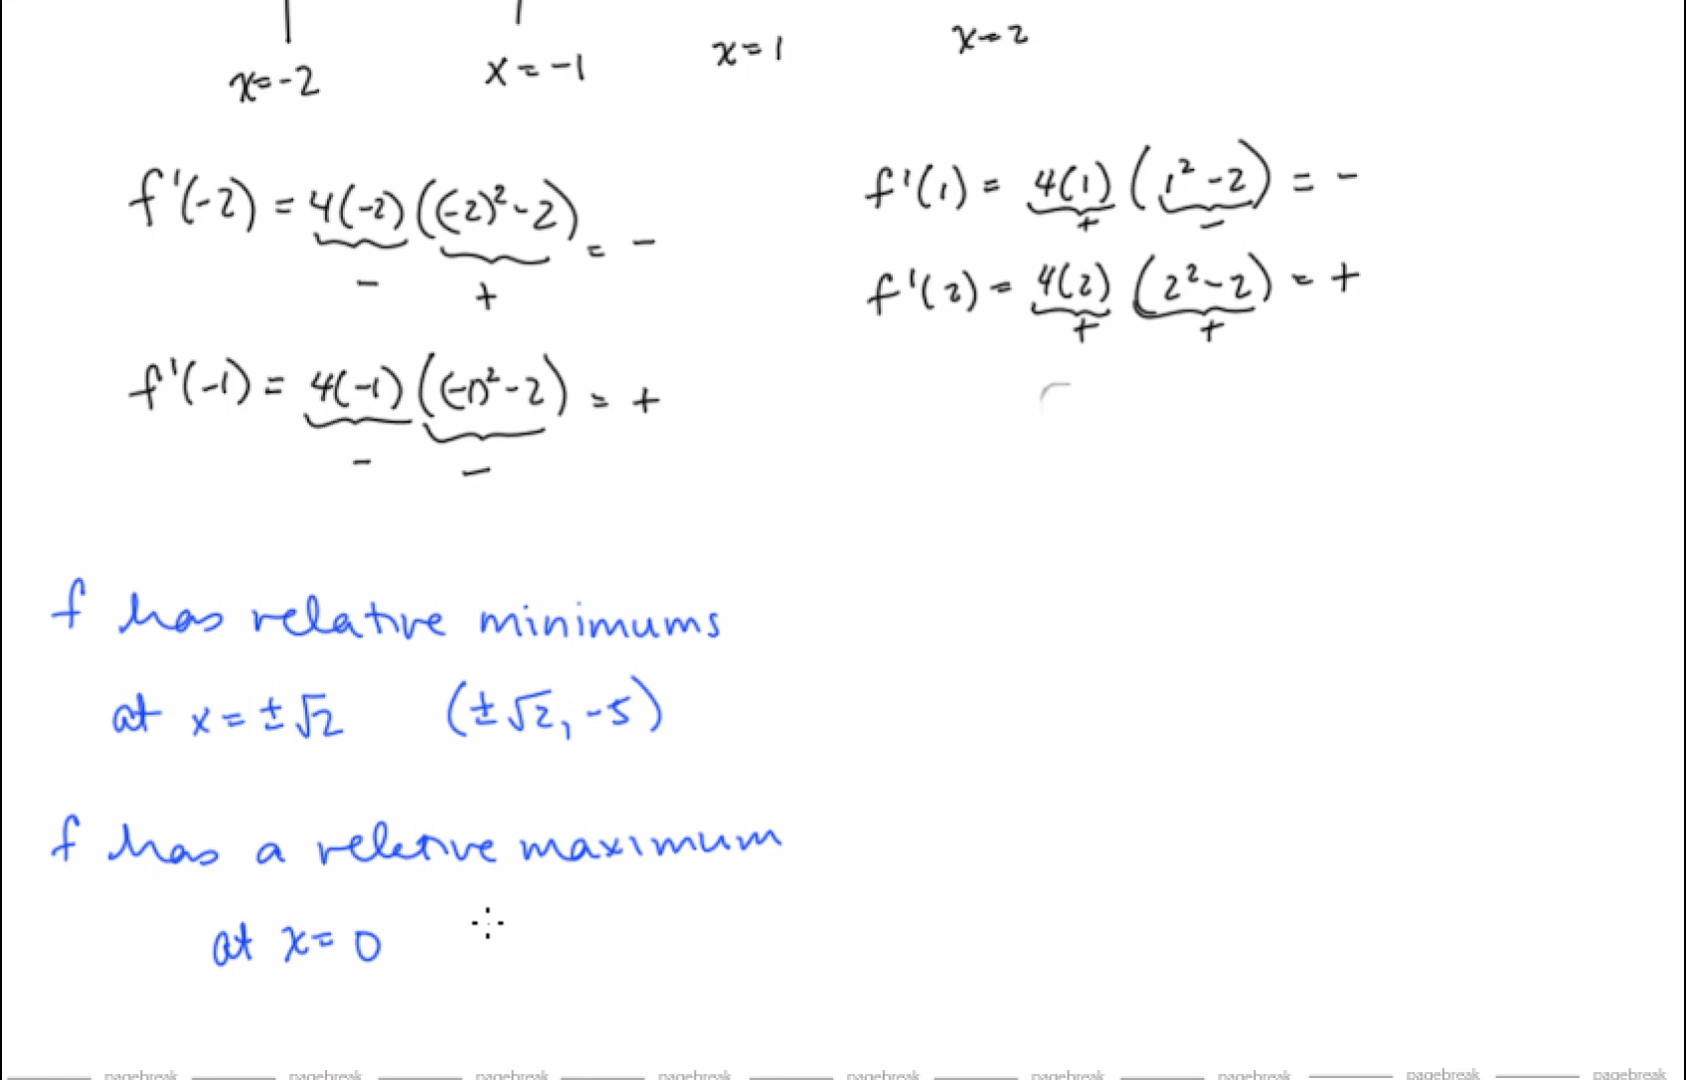 x=-2 x=-1 x=1 x=2
f'(-2) = 4(-2) ((-2)²-2) = -
- +
f'(-1) = 4(-1) ((-1)²-2) = +
- -
f'(1) = 4(1) (1²-2) = -
+ -
f'(2) = 4(2) (2²-2) = +
+ +
f has relative minimums
at x = ±√2 (±√2, -5)
f has a relative maximum
at x = 0
pagebreak pagebreak pagebreak pagebreak pagebreak pagebreak pagebreak pagebreak pagebreak